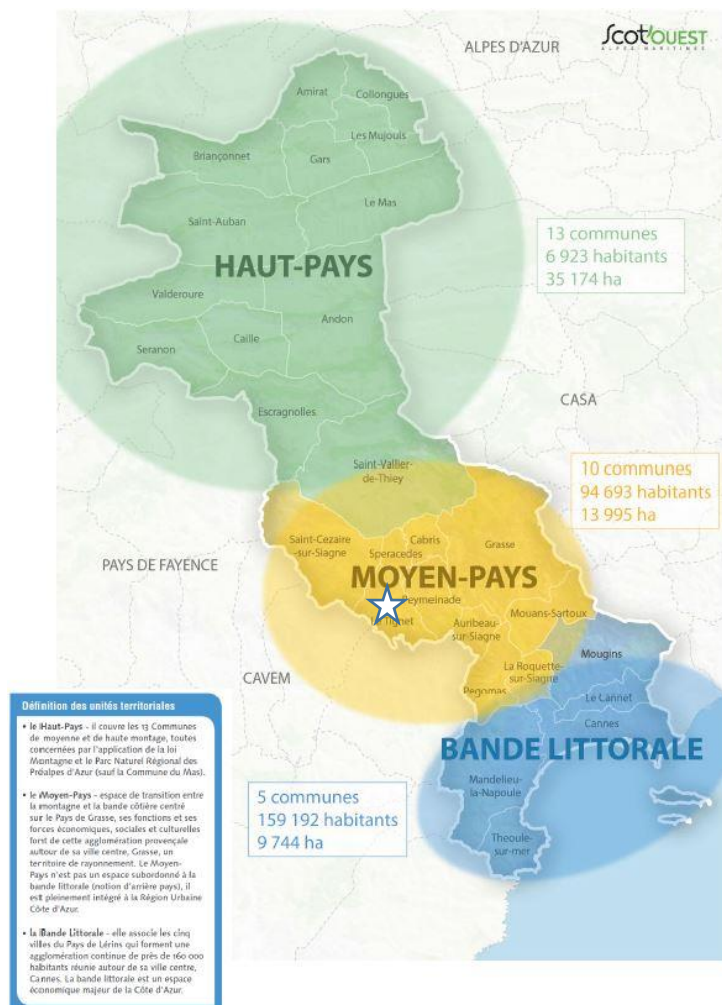 Scot'OUEST
ALPES MARITIMES
ALPES D'AZUR
Amirat
Collongues
Les Mujouls
Briançonnet
Gars
Le Mas
Saint-Auban
HAUT-PAYS
13 communes
6 923 habitants
35 174 ha
Valderoure
Andon
Caille
Seranon
CASA
Escragnolles
Saint-Vallier-
de-Thiey
10 communes
94 693 habitants
13 995 ha
Saint-Cezaire
-sur-Siagne
Cabris
Speracedes
Grasse
PAYS DE FAYENCE
MOYEN-PAYS
Peymeinade
Mouans-Sartoux
Tignet
Auribeau
-sur-Siagne
Mougins
La Roquette-
sur-Siagne
CAVEM
Pegomas
Le Cannet
Cannes
BANDE LITTORALE
Mandelieu
-la-Napoule
5 communes
159 192 habitants
9 744 ha
Theoule-
sur-mer
Définition des unités territoriales
• le Haut-Pays - il couvre les 13 Communes
de moyenne et de haute montage, toutes
concernées par l'application de la loi
Montagne et le Parc Naturel Régional des
Préalpes d'Azur (sauf la Commune du Mas).
• le Moyen-Pays - espace de transition entre
la montagne et la bande côtière centré
sur le Pays de Grasse, ses fonctions et ses
forces économiques, sociales et culturelles
font de cette agglomération provençale
autour de sa ville centre, Grasse, un
territoire de rayonnement. Le Moyen-
Pays n'est pas un espace subordonné à la
bande littorale (notion d'arrière pays), il
est pleinement intégré à la Région Urbaine
Côte d'Azur.
• la Bande Littorale - elle associe les cinq
villes du Pays de Lérins qui forment une
agglomération continue de près de 160 000
habitants réunie autour de sa ville centre,
Cannes. La bande littorale est un espace
économique majeur de la Côte d'Azur.